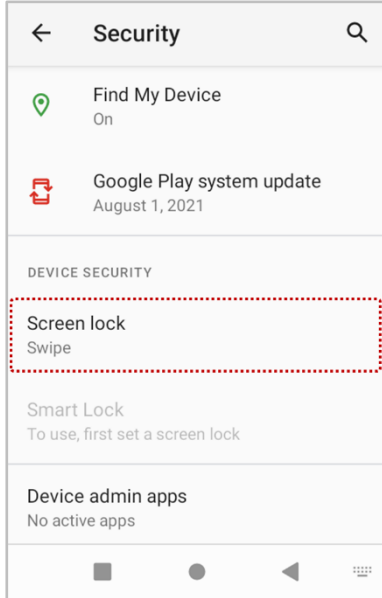 Security
Find My Device
On
Google Play system update
August 1, 2021
DEVICE SECURITY
Screen lock
Swipe
Smart Lock
To use, first set a screen lock
Device admin apps
No active apps